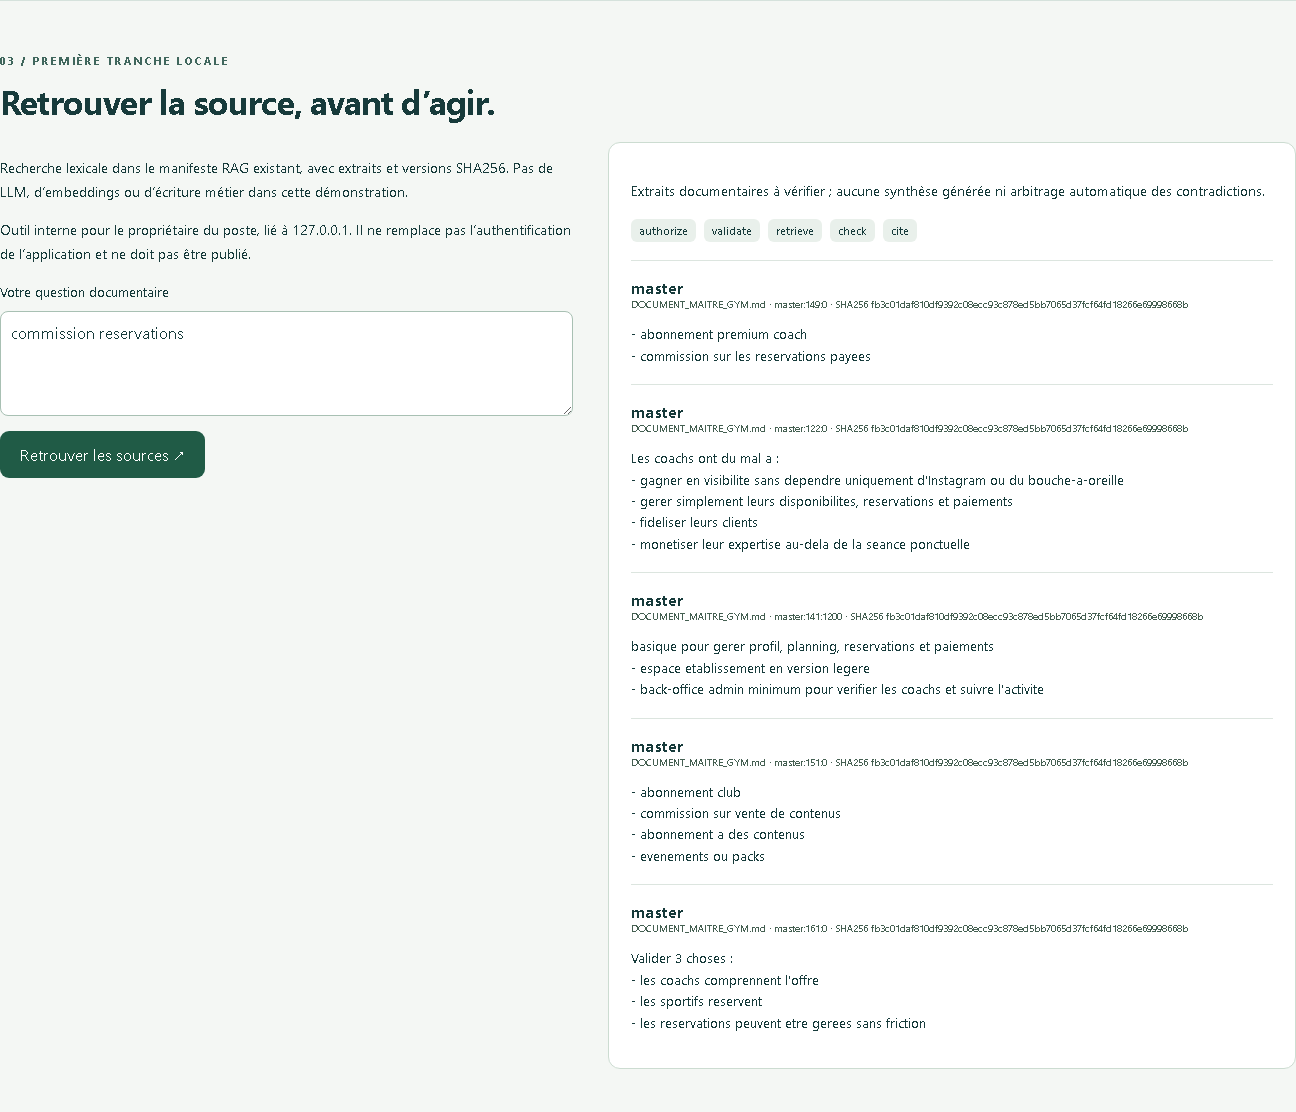 03 / PREMIÈRE TRANCHE LOCALE
Retrouver la source, avant d’agir.
Recherche lexicale dans le manifeste RAG existant, avec extraits et versions SHA256. Pas de
LLM, d’embeddings ou d’écriture métier dans cette démonstration.
Outil interne pour le propriétaire du poste, lié à 127.0.0.1. Il ne remplace pas l’authentification
de l’application et ne doit pas être publié.
Votre question documentaire
commission reservations
Retrouver les sources ↗
Extraits documentaires à vérifier ; aucune synthèse générée ni arbitrage automatique des contradictions.
authorize validate retrieve check cite
master
DOCUMENT_MAITRE_GYM.md · master:149:0 · SHA256 fb3c01daf810df9392c08ecc93c878ed5bb7065d37fcf64fd18266e69998668b
- abonnement premium coach
- commission sur les reservations payees
master
DOCUMENT_MAITRE_GYM.md · master:122:0 · SHA256 fb3c01daf810df9392c08ecc93c878ed5bb7065d37fcf64fd18266e69998668b
Les coachs ont du mal a :
- gagner en visibilite sans dependre uniquement d'Instagram ou du bouche-a-oreille
- gerer simplement leurs disponibilites, reservations et paiements
- fideliser leurs clients
- monetiser leur expertise au-dela de la seance ponctuelle
master
DOCUMENT_MAITRE_GYM.md · master:141:1200 · SHA256 fb3c01daf810df9392c08ecc93c878ed5bb7065d37fcf64fd18266e69998668b
basique pour gerer profil, planning, reservations et paiements
- espace etablissement en version legere
- back-office admin minimum pour verifier les coachs et suivre l'activite
master
DOCUMENT_MAITRE_GYM.md · master:151:0 · SHA256 fb3c01daf810df9392c08ecc93c878ed5bb7065d37fcf64fd18266e69998668b
- abonnement club
- commission sur vente de contenus
- abonnement a des contenus
- evenements ou packs
master
DOCUMENT_MAITRE_GYM.md · master:161:0 · SHA256 fb3c01daf810df9392c08ecc93c878ed5bb7065d37fcf64fd18266e69998668b
Valider 3 choses :
- les coachs comprennent l'offre
- les sportifs reservent
- les reservations peuvent etre gerees sans friction